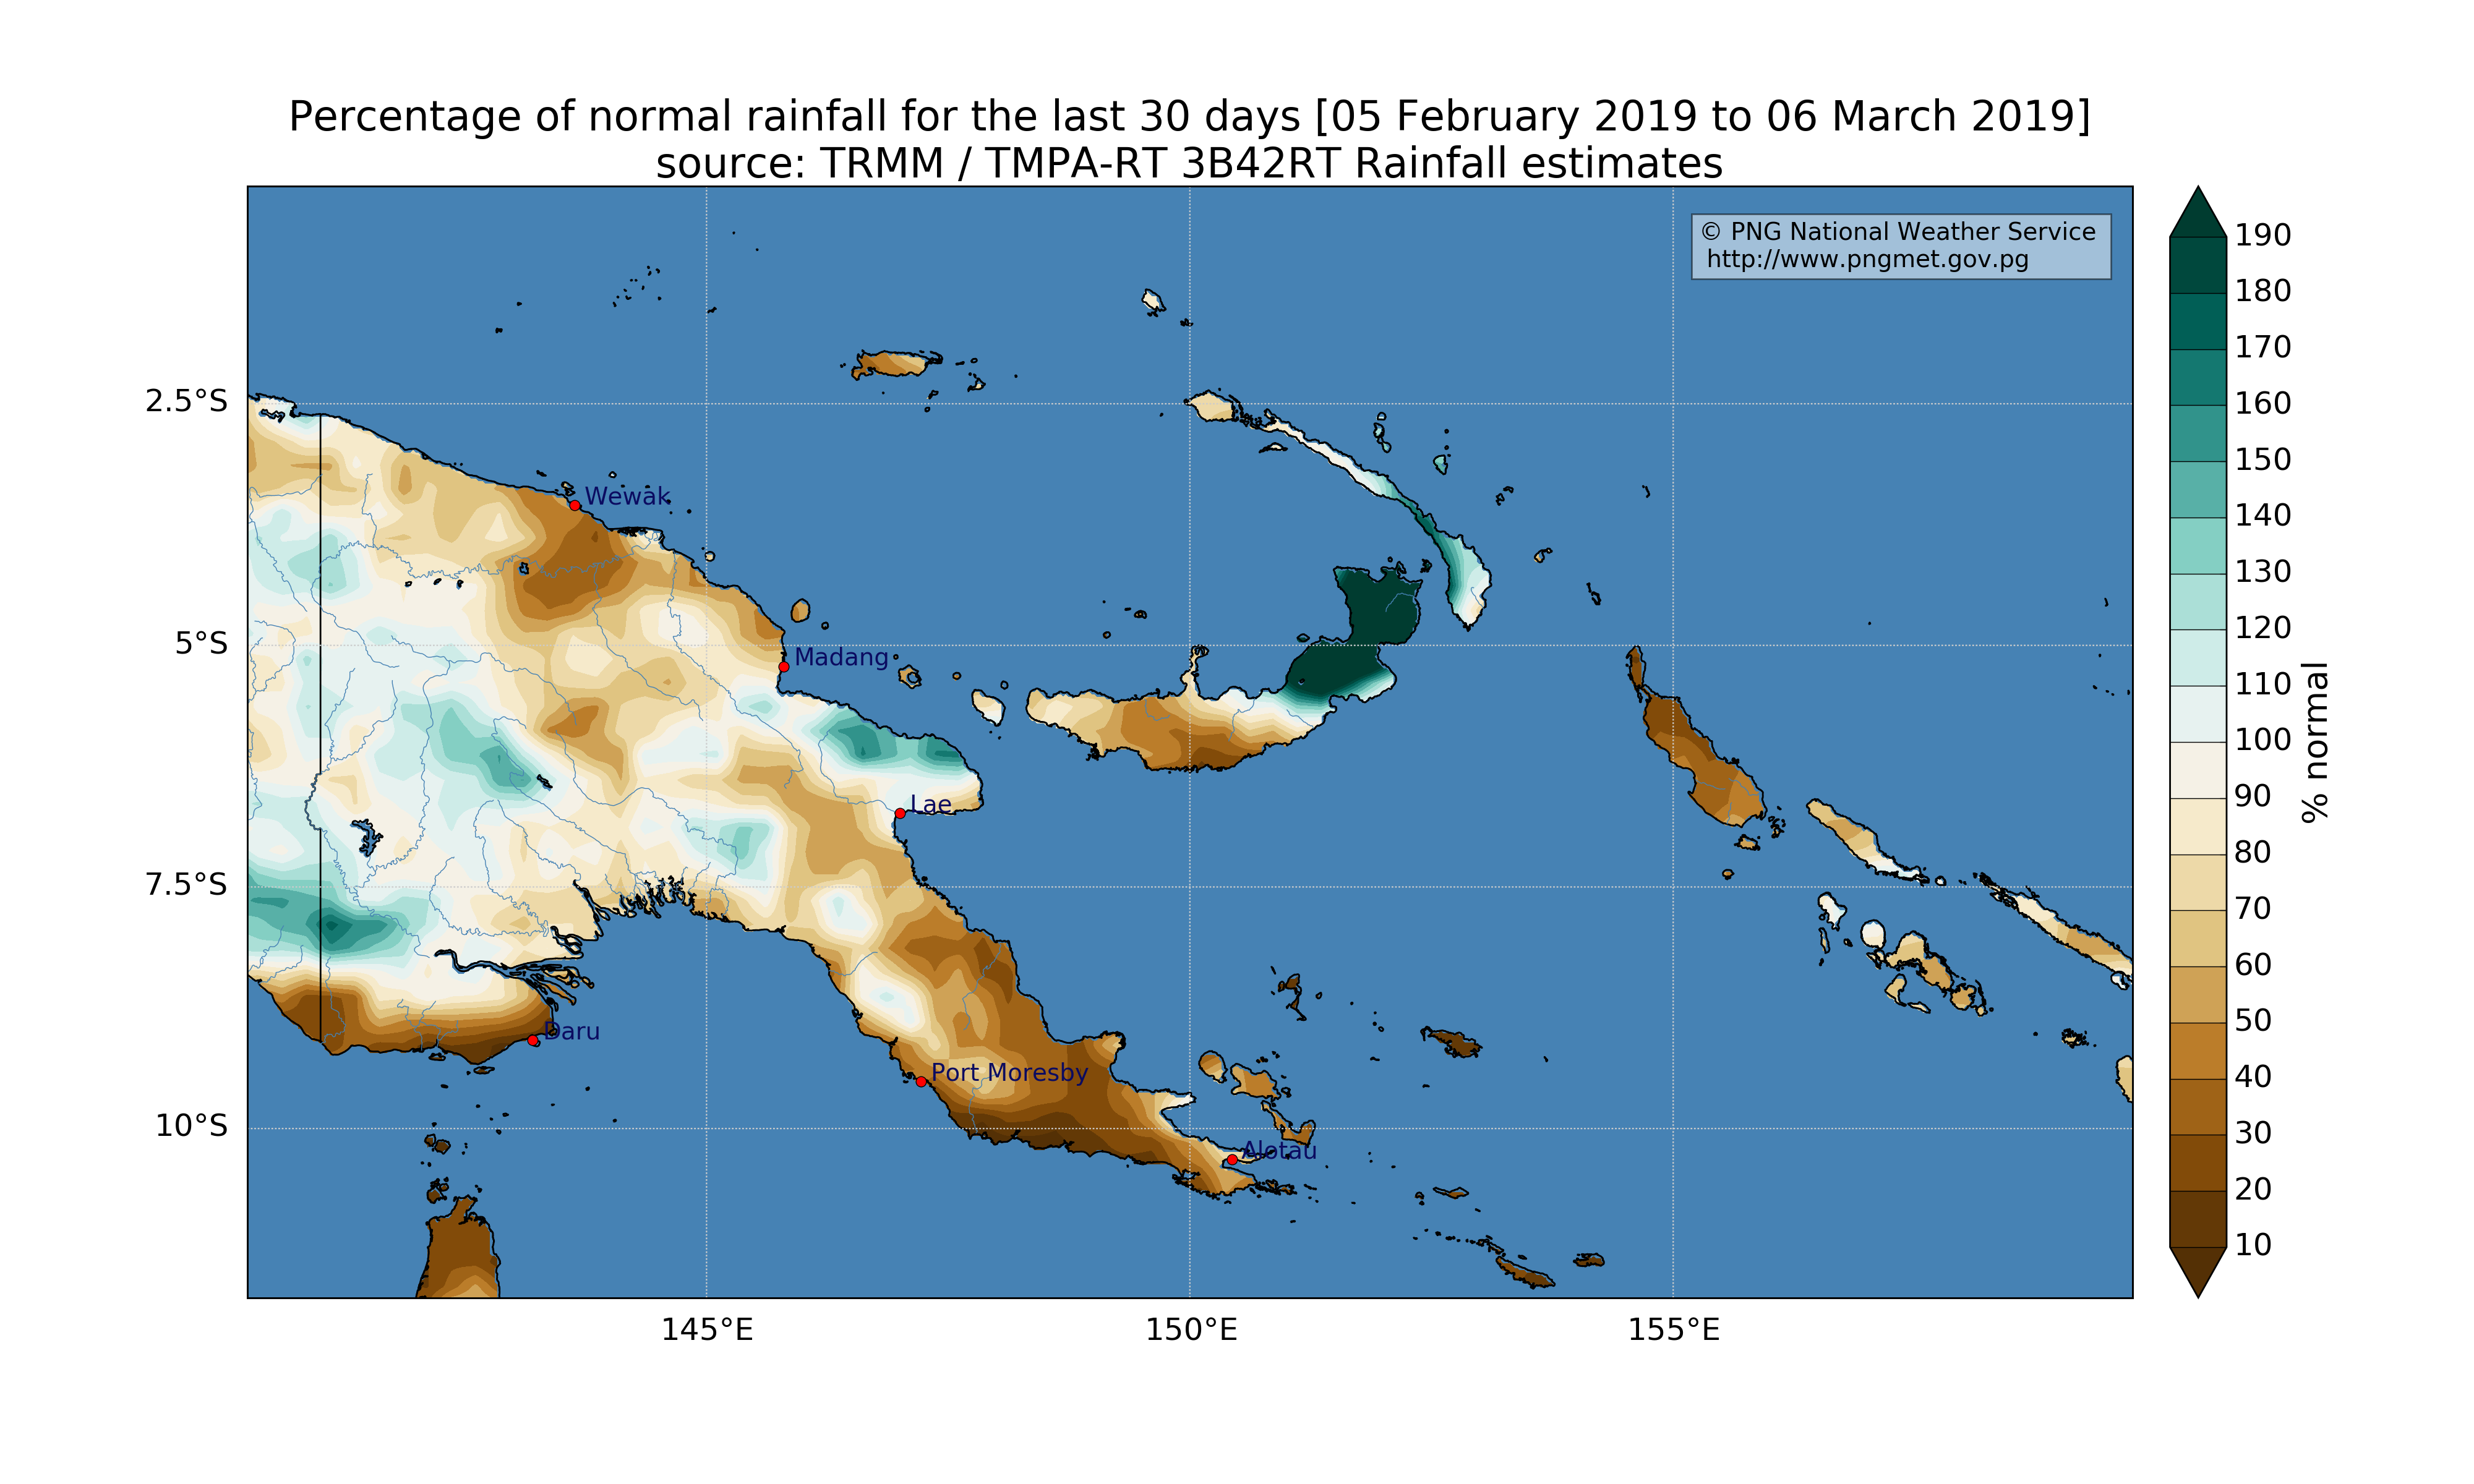 Percentage of normal rainfall for the last 30 days [05 February 2019 to 06 March 2019]
source: TRMM / TMPA-RT 3B42RT Rainfall estimates
© PNG National Weather Service
http://www.pngmet.gov.pg
2.5°S
5°S
7.5°S
10°S
Wewak
Madang
Lae
Daru
Port Moresby
Alotau
145°E
150°E
155°E
190
180
170
160
150
140
130
120
110
100
90
80
70
60
50
40
30
20
10
% normal